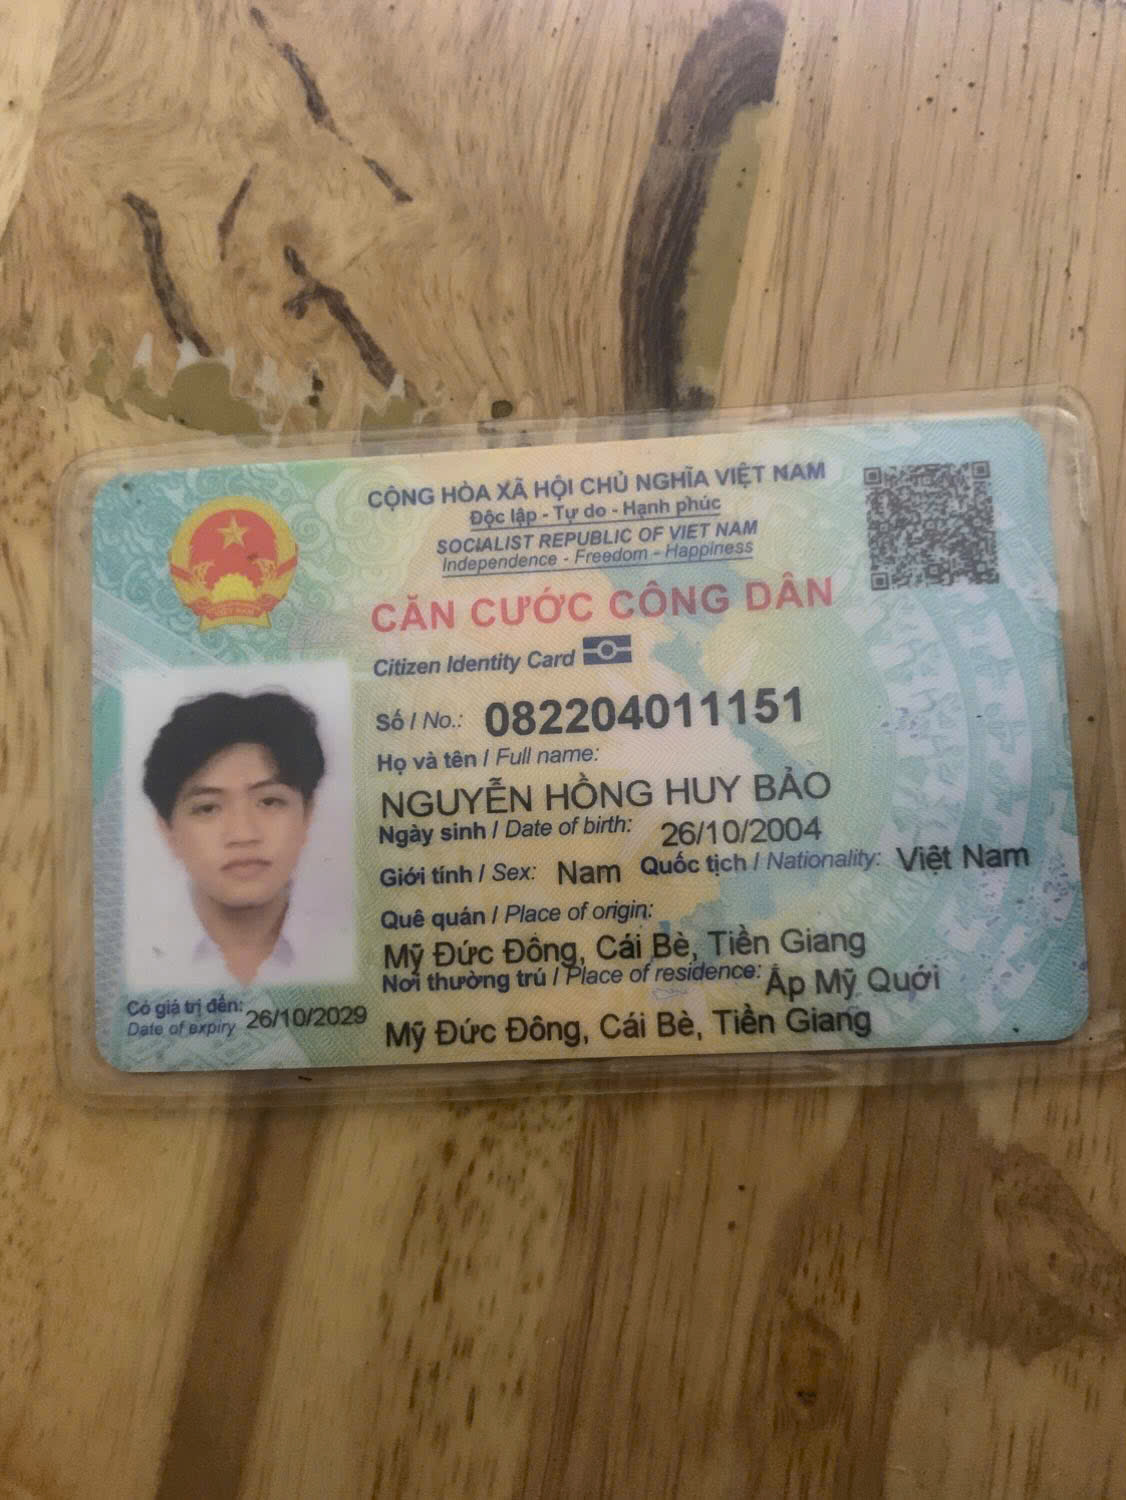 CỘNG HÒA XÃ HỘI CHỦ NGHĨA VIỆT NAM
Độc lập - Tự do - Hạnh phúc
SOCIALIST REPUBLIC OF VIET NAM
Independence - Freedom - Happiness
CĂN CƯỚC CÔNG DÂN
Citizen Identity Card
Số / No.: 082204011151
Họ và tên / Full name:
NGUYỄN HỒNG HUY BẢO
Ngày sinh / Date of birth: 26/10/2004
Giới tính / Sex: Nam Quốc tịch / Nationality: Việt Nam
Quê quán / Place of origin:
Mỹ Đức Đông, Cái Bè, Tiền Giang
Nơi thường trú / Place of residence: Ấp Mỹ Quới
Mỹ Đức Đông, Cái Bè, Tiền Giang
Có giá trị đến: 26/10/2029
Date of expiry